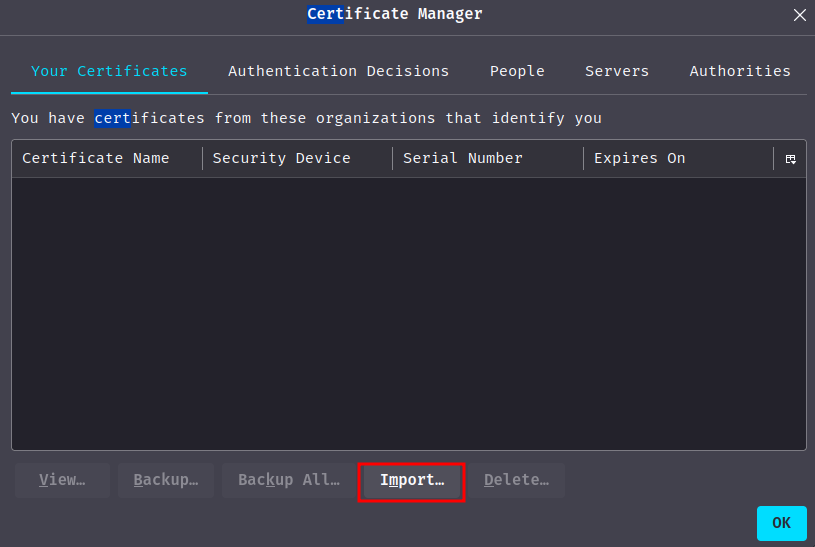 Certificate Manager
Your Certificates Authentication Decisions People Servers Authorities
You have certificates from these organizations that identify you
Certificate Name Security Device Serial Number Expires On
View… Backup… Backup All… Import… Delete…
OK